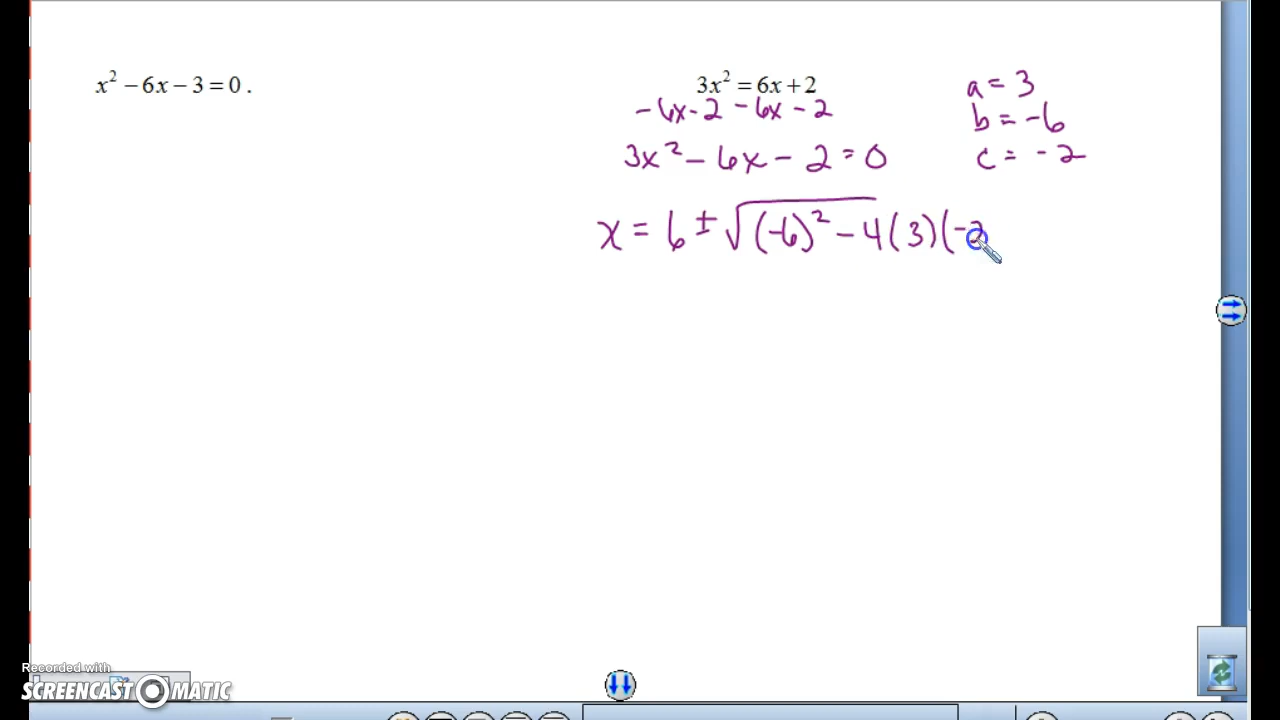 x² − 6x − 3 = 0 .
3x² = 6x + 2
- 6x - 2 - 6x - 2
3x² - 6x - 2 = 0
x = 6 ± √(-6)² - 4(3)(-2
a = 3
b = -6
c = -2
Recorded with
SCREENCAST MATIC